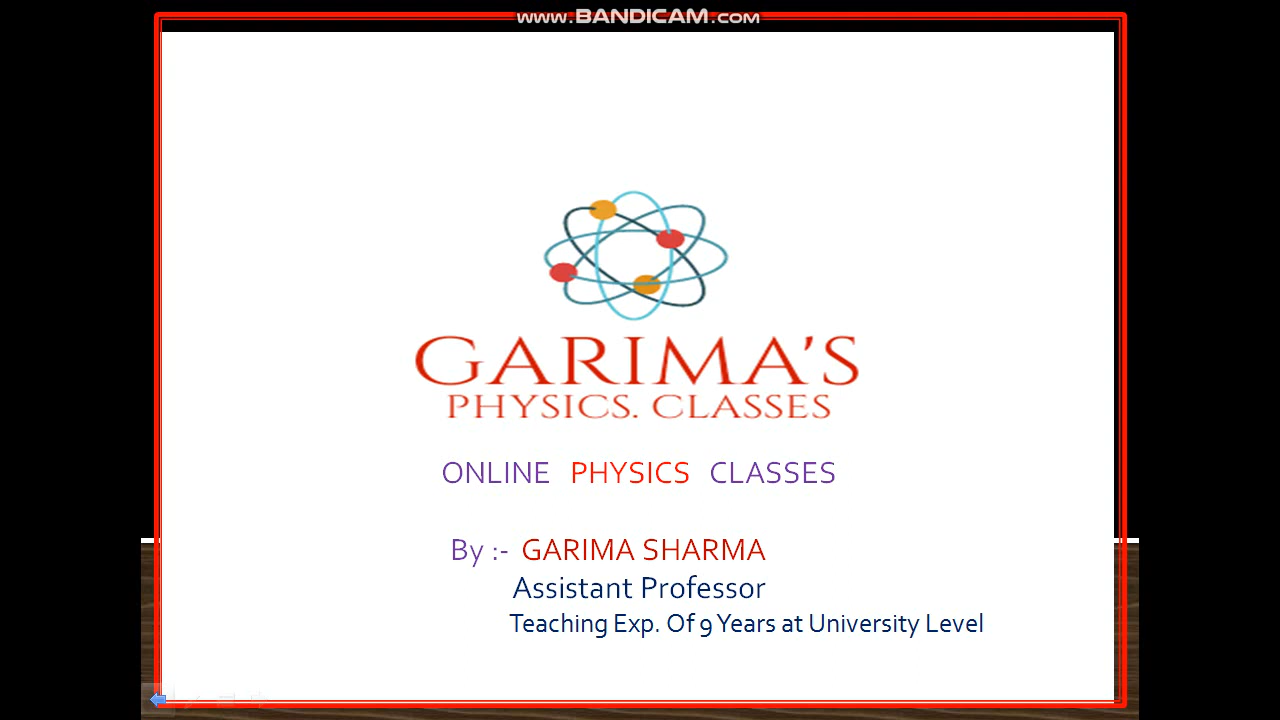 www.BANDICAM.com
GARIMA'S
PHYSICS. CLASSES
ONLINE PHYSICS CLASSES
By :- GARIMA SHARMA
Assistant Professor
Teaching Exp. Of 9 Years at University Level